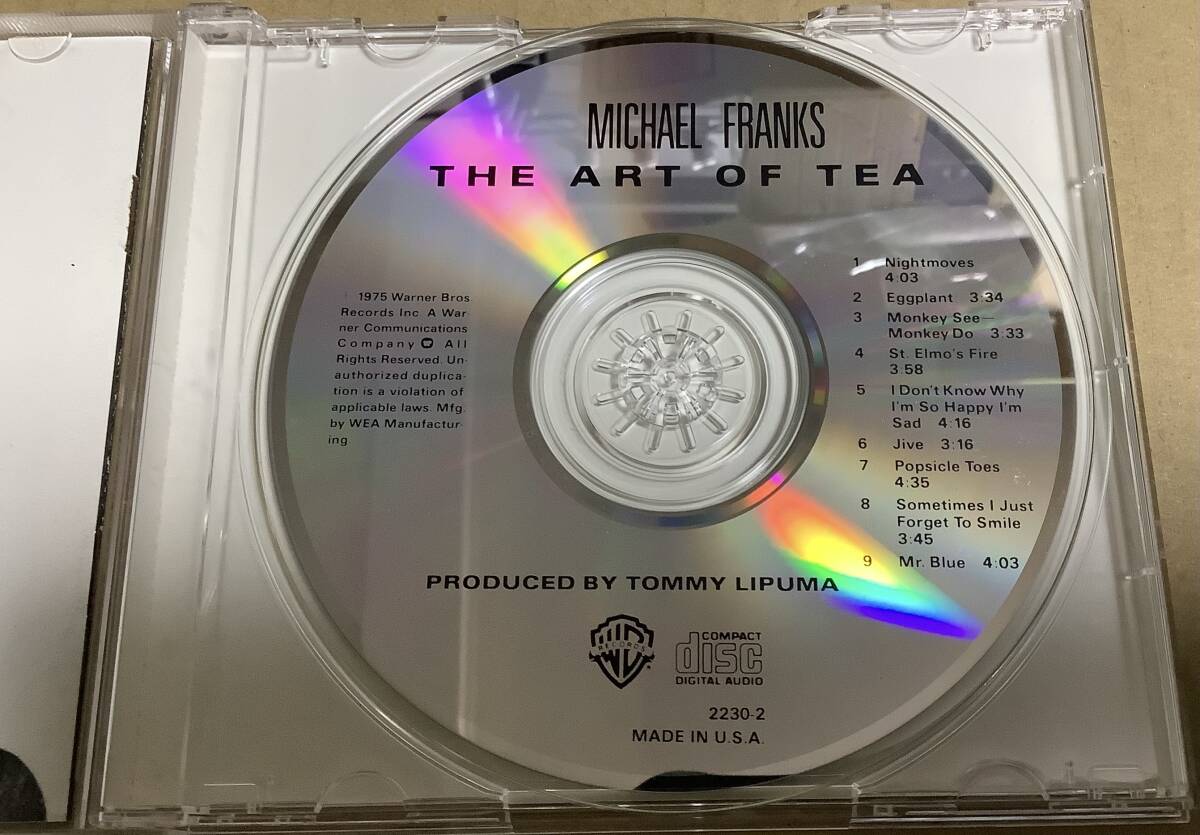 MICHAEL FRANKS
THE ART OF TEA
1975 Warner Bros.
Records Inc. A War-
ner Communications
Company All
Rights Reserved. Un-
authorized duplica-
tion is a violation of
applicable laws. Mfg.
by WEA Manufactur-
ing
1 Nightmoves
4:03
2 Eggplant 3:34
3 Monkey See—
Monkey Do 3:33
4 St. Elmo's Fire
3:58
5 I Don't Know Why
I'm So Happy I'm
Sad 4:16
6 Jive 3:16
7 Popsicle Toes
4:35
8 Sometimes I Just
Forget To Smile
3:45
9 Mr. Blue 4:03
PRODUCED BY TOMMY LIPUMA
WB
RECORDS
COMPACT
disc
DIGITAL AUDIO
2230-2
MADE IN U.S.A.